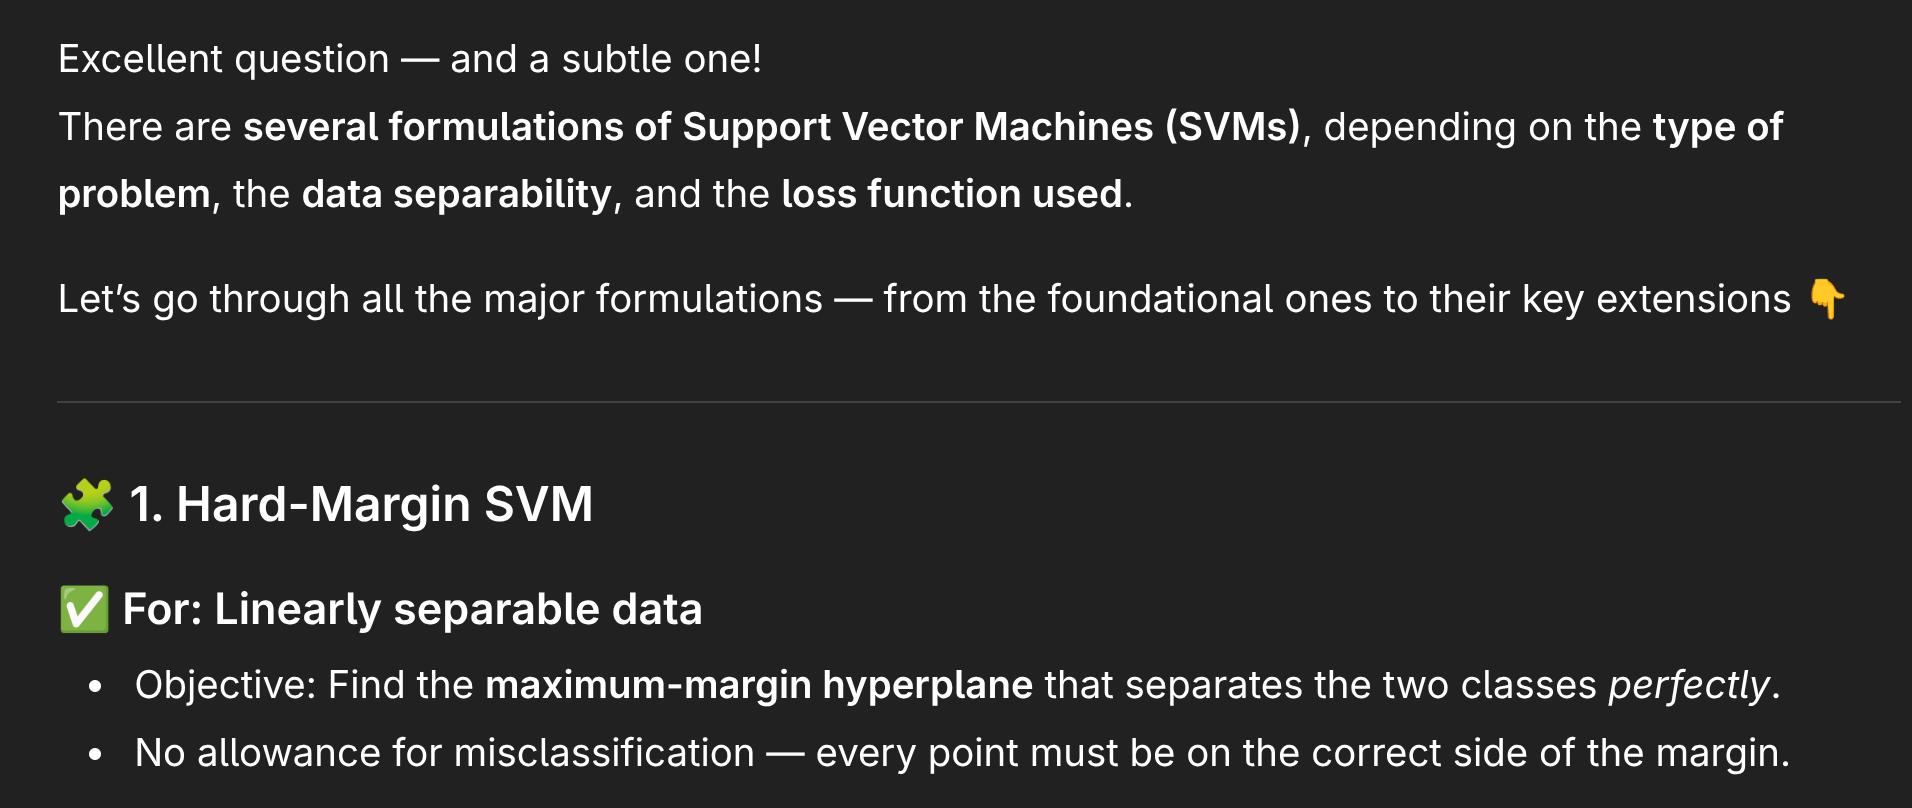 Excellent question — and a subtle one!
There are several formulations of Support Vector Machines (SVMs), depending on the type of
problem, the data separability, and the loss function used.
Let’s go through all the major formulations — from the foundational ones to their key extensions 👇
🧩 1. Hard-Margin SVM
✅ For: Linearly separable data
• Objective: Find the maximum-margin hyperplane that separates the two classes perfectly.
• No allowance for misclassification — every point must be on the correct side of the margin.